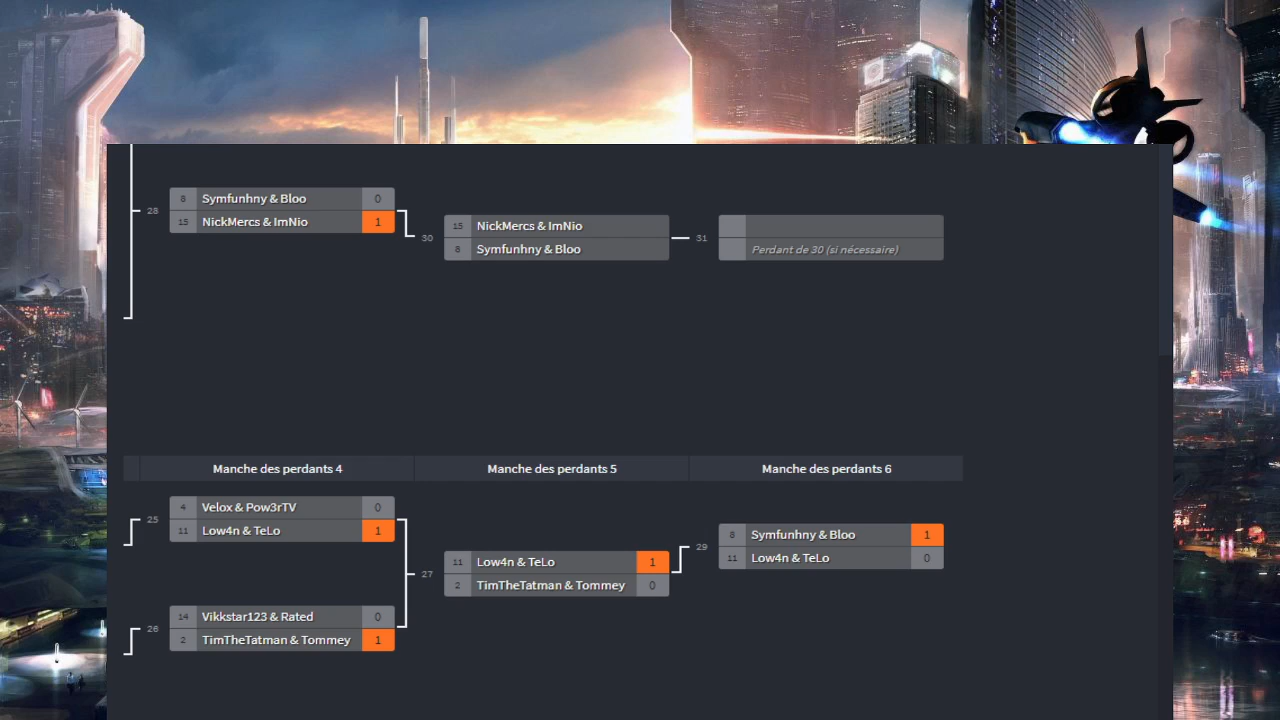 28
8 Symfunhny & Bloo 0
15 NickMercs & ImNio 1
30
15 NickMercs & ImNio
8 Symfunhny & Bloo
31
Perdant de 30 (si nécessaire)
Manche des perdants 4
Manche des perdants 5
Manche des perdants 6
25
4 Velox & Pow3rTV 0
11 Low4n & TeLo 1
26
14 Vikkstar123 & Rated 0
2 TimTheTatman & Tommey 1
27
11 Low4n & TeLo 1
2 TimTheTatman & Tommey 0
29
8 Symfunhny & Bloo 1
11 Low4n & TeLo 0